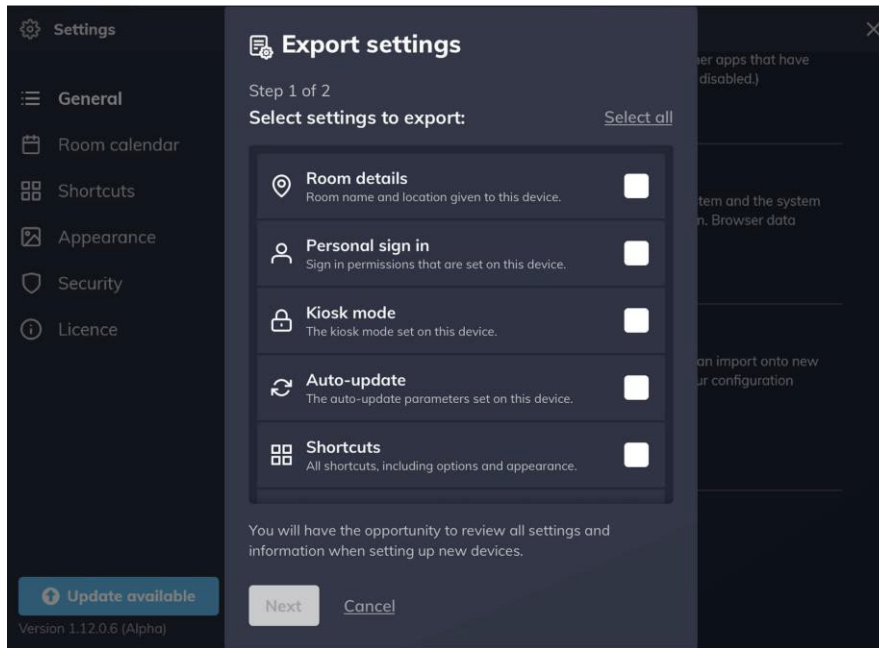 Settings
General
Room calendar
Shortcuts
Appearance
Security
Licence
Update available
Version 1.12.0.6 (Alpha)
Export settings
Step 1 of 2
Select settings to export:
Select all
Room details
Room name and location given to this device.
Personal sign in
Sign in permissions that are set on this device.
Kiosk mode
The kiosk mode set on this device.
Auto-update
The auto-update parameters set on this device.
Shortcuts
All shortcuts, including options and appearance.
You will have the opportunity to review all settings and
information when setting up new devices.
Next
Cancel
apps that have
disabled.)
and the system
Browser data
import onto new
configuration